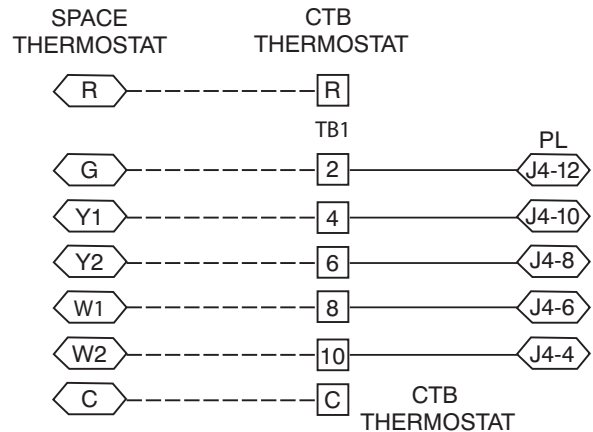 SPACE
THERMOSTAT
CTB
THERMOSTAT
R
R
TB1
PL
G
2
J4-12
Y1
4
J4-10
Y2
6
J4-8
W1
8
J4-6
W2
10
J4-4
C
C
CTB
THERMOSTAT